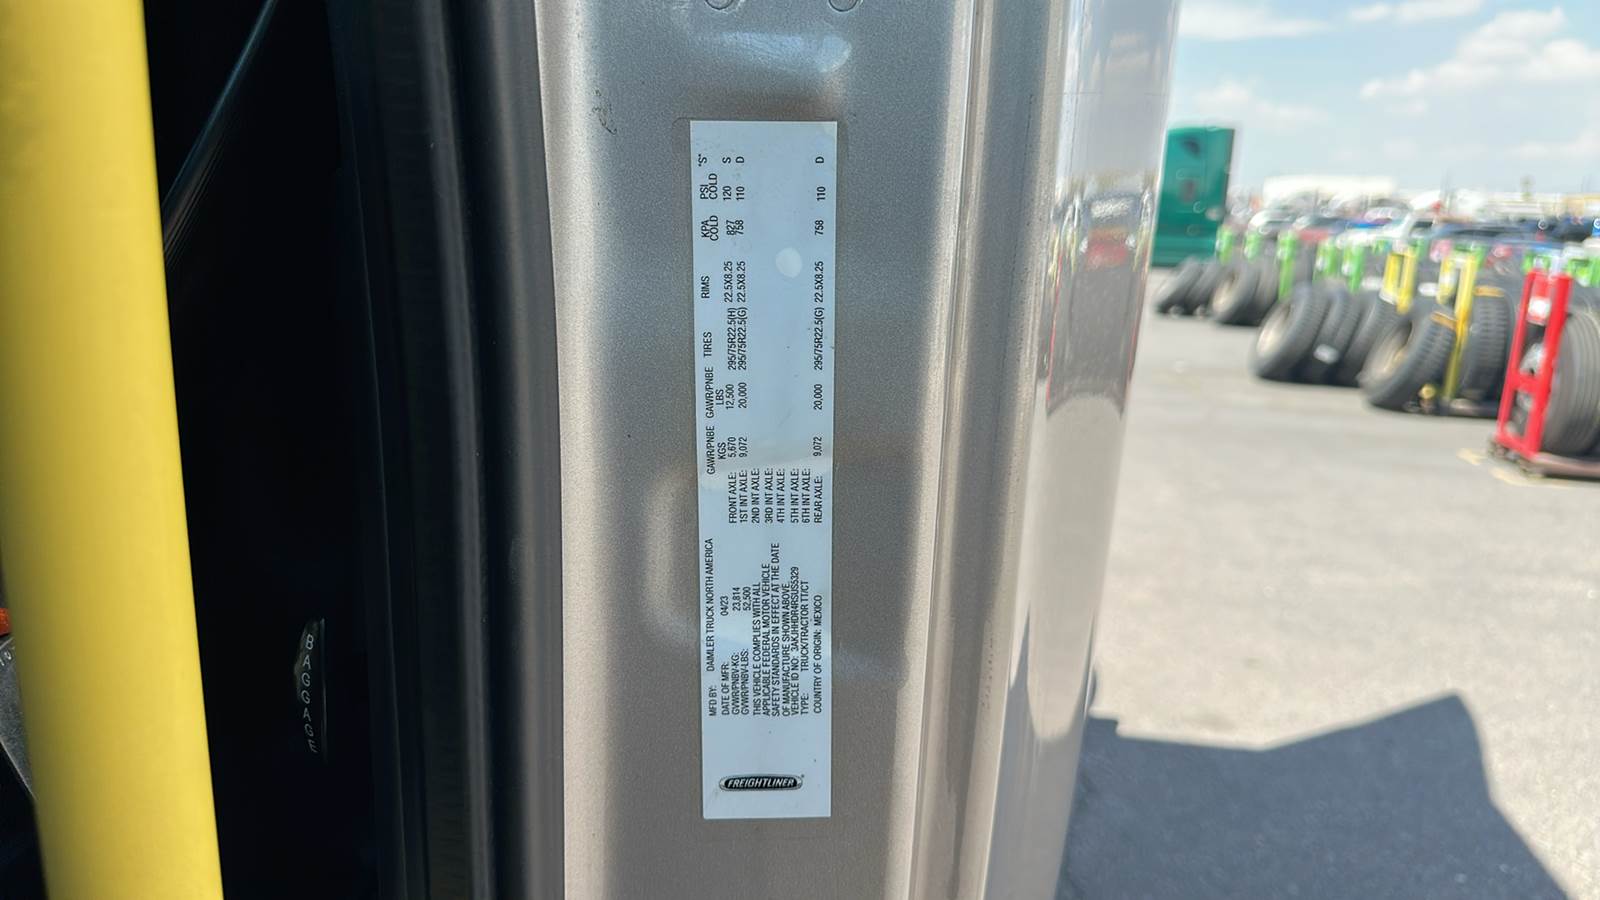 MFD BY: DAIMLER TRUCK NORTH AMERICA
DATE OF MFR: 04/23
GVWR/PNBV-KG: 23,814
GVWR/PNBV-LBS: 52,500
THIS VEHICLE COMPLIES WITH ALL
APPLICABLE FEDERAL MOTOR VEHICLE
SAFETY STANDARDS IN EFFECT AT THE DATE
OF MANUFACTURE SHOWN ABOVE.
VEHICLE ID NO: 3AKJHHDR4RSUS5329
TYPE: TRUCK/TRACTOR TT/CT
COUNTRY OF ORIGIN: MEXICO
GAWR/PNBE KGS GAWR/PNBE LBS TIRES RIMS KPA COLD PSI COLD "S"
FRONT AXLE: 5,670 12,500 295/75R22.5(H) 22.5X8.25 827 120 S
1ST INT AXLE: 9,072 20,000 295/75R22.5(G) 22.5X8.25 758 110 D
2ND INT AXLE:
3RD INT AXLE:
4TH INT AXLE:
5TH INT AXLE:
6TH INT AXLE:
REAR AXLE: 9,072 20,000 295/75R22.5(G) 22.5X8.25 758 110 D
FREIGHTLINER
BAGGAGE